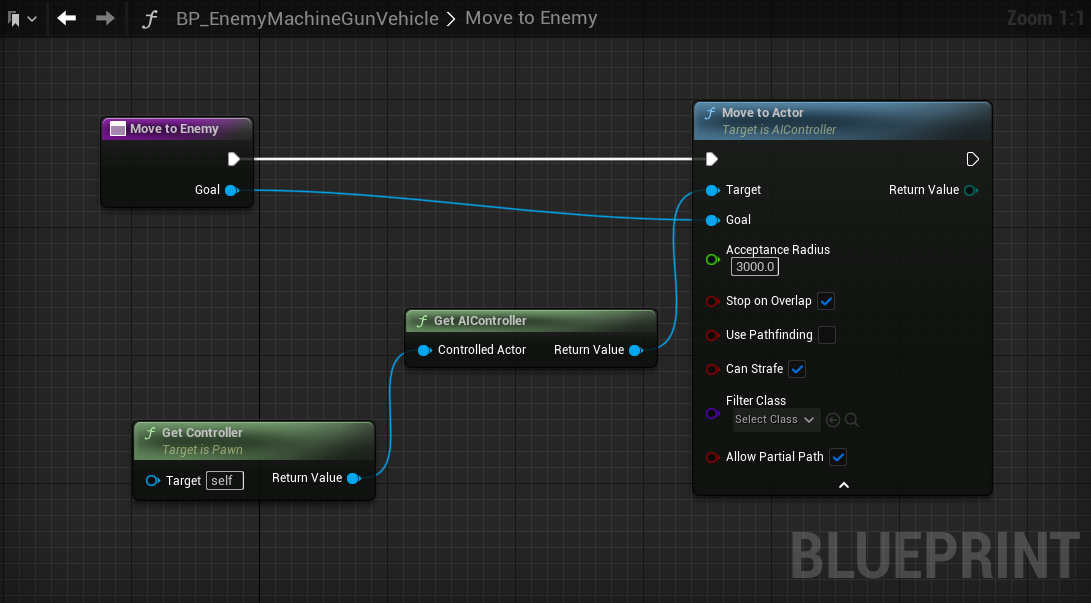 BP_EnemyMachineGunVehicle > Move to Enemy
Zoom 1:1
Move to Enemy
Goal
Move to Actor
Target is AIController
Target
Return Value
Goal
Acceptance Radius
3000.0
Stop on Overlap
Use Pathfinding
Can Strafe
Filter Class
Select Class
Allow Partial Path
Get AIController
Controlled Actor
Return Value
Get Controller
Target is Pawn
Target self
Return Value
BLUEPRINT